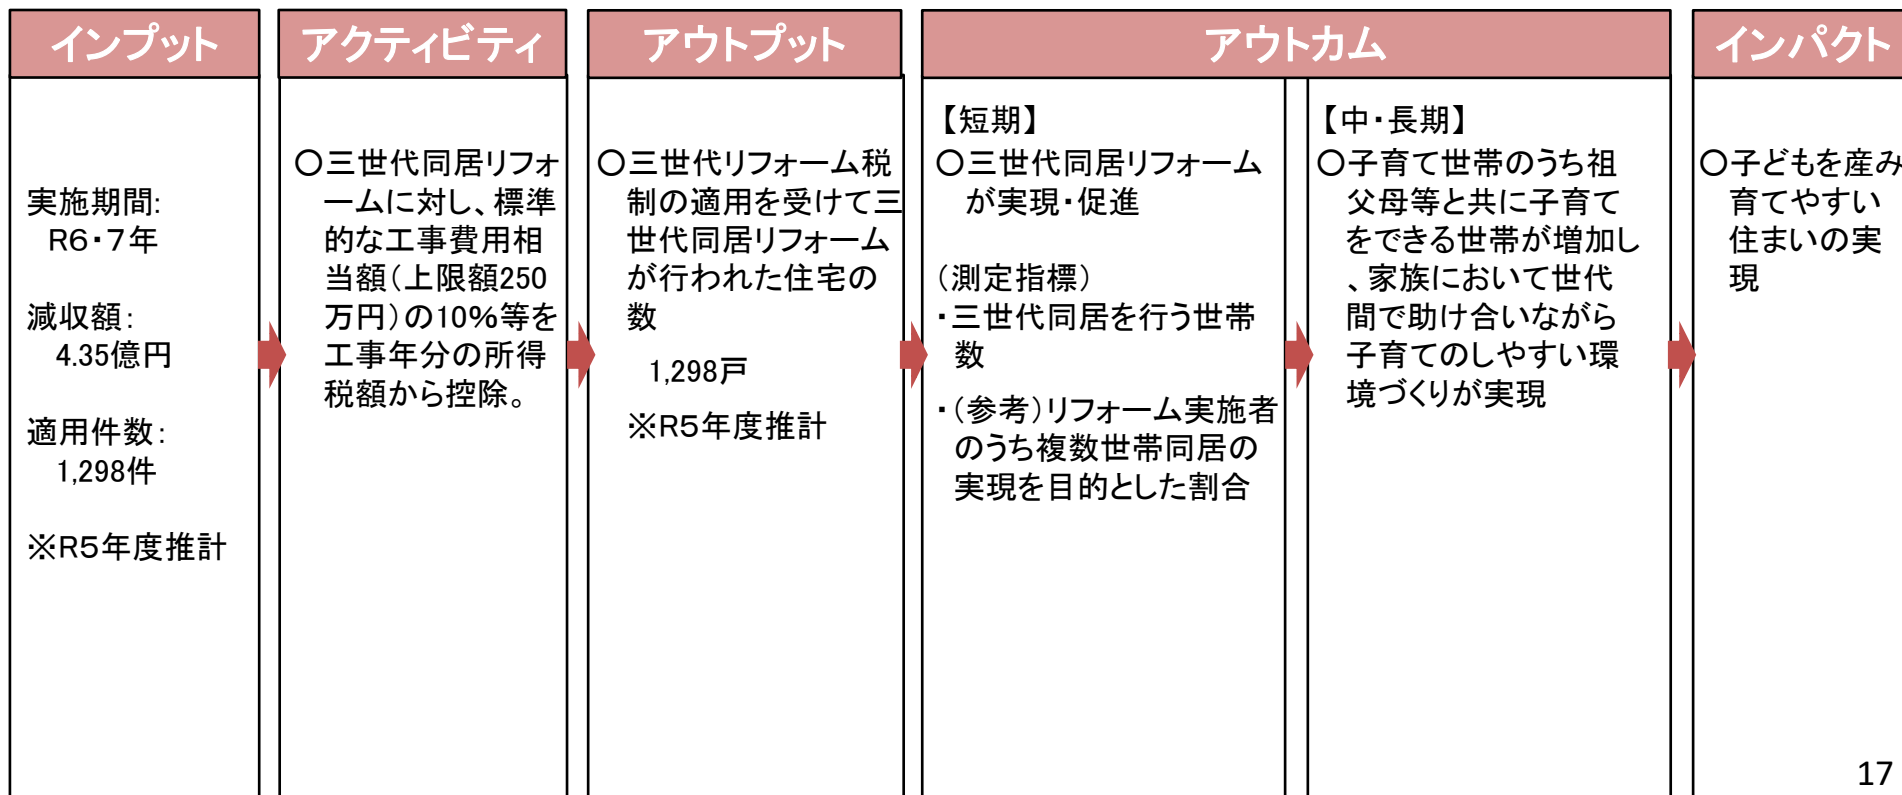 インプット
実施期間:
R6・7年
減収額:
4.35億円
適用件数:
1,298件
※R5年度推計
アクティビティ
〇三世代同居リフォ
ームに対し、標準
的な工事費用相
当額(上限額250
万円)の10%等を
工事年分の所得
税額から控除。
アウトプット
〇三世代リフォーム税
制の適用を受けて三
世代同居リフォーム
が行われた住宅の
数
1,298戸
※R5年度推計
アウトカム
【短期】
〇三世代同居リフォーム
が実現・促進
(測定指標)
・三世代同居を行う世帯
数
・(参考)リフォーム実施者
のうち複数世帯同居の
実現を目的とした割合
【中・長期】
〇子育て世帯のうち祖
父母等と共に子育て
をできる世帯が増加し
、家族において世代
間で助け合いながら
子育てのしやすい環
境づくりが実現
インパクト
〇子どもを産み
育てやすい
住まいの実
現
17